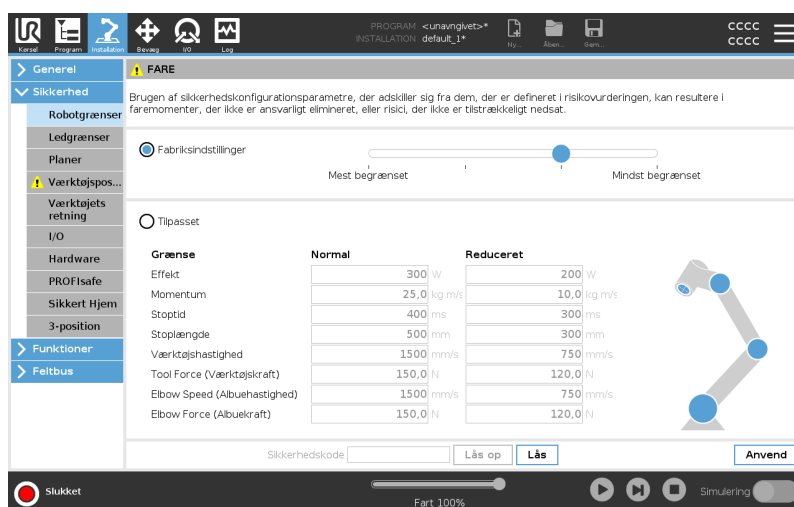 PROGRAM <unavngivet>*
INSTALLATION default_1*
cccc
cccc
Kørsel Program Installation Bevæg I/O Log Ny... Åben... Gem...
Generel
Sikkerhed
Robotgrænser
Ledgrænser
Planer
Værktøjspos...
Værktøjets
retning
I/O
Hardware
PROFIsafe
Sikkert Hjem
3-position
Funktioner
Feltbus
FARE
Brugen af sikkerhedskonfigurationsparametre, der adskiller sig fra dem, der er defineret i risikovurderingen, kan resultere i
faremomenter, der ikke er ansvarligt elimineret, eller risici, der ikke er tilstrækkeligt nedsat.
Fabriksindstillinger
Mest begrænset Mindst begrænset
Tilpasset
Grænse Normal Reduceret
Effekt 300 W 200 W
Momentum 25,0 kg m/s 10,0 kg m/s
Stoptid 400 ms 300 ms
Stoplængde 500 mm 300 mm
Værktøjshastighed 1500 mm/s 750 mm/s
Tool Force (Værktøjskraft) 150,0 N 120,0 N
Elbow Speed (Albuehastighed) 1500 mm/s 750 mm/s
Elbow Force (Albuekraft) 150,0 N 120,0 N
Sikkerhedskode Lås op Lås Anvend
Slukket Fart 100% Simulering